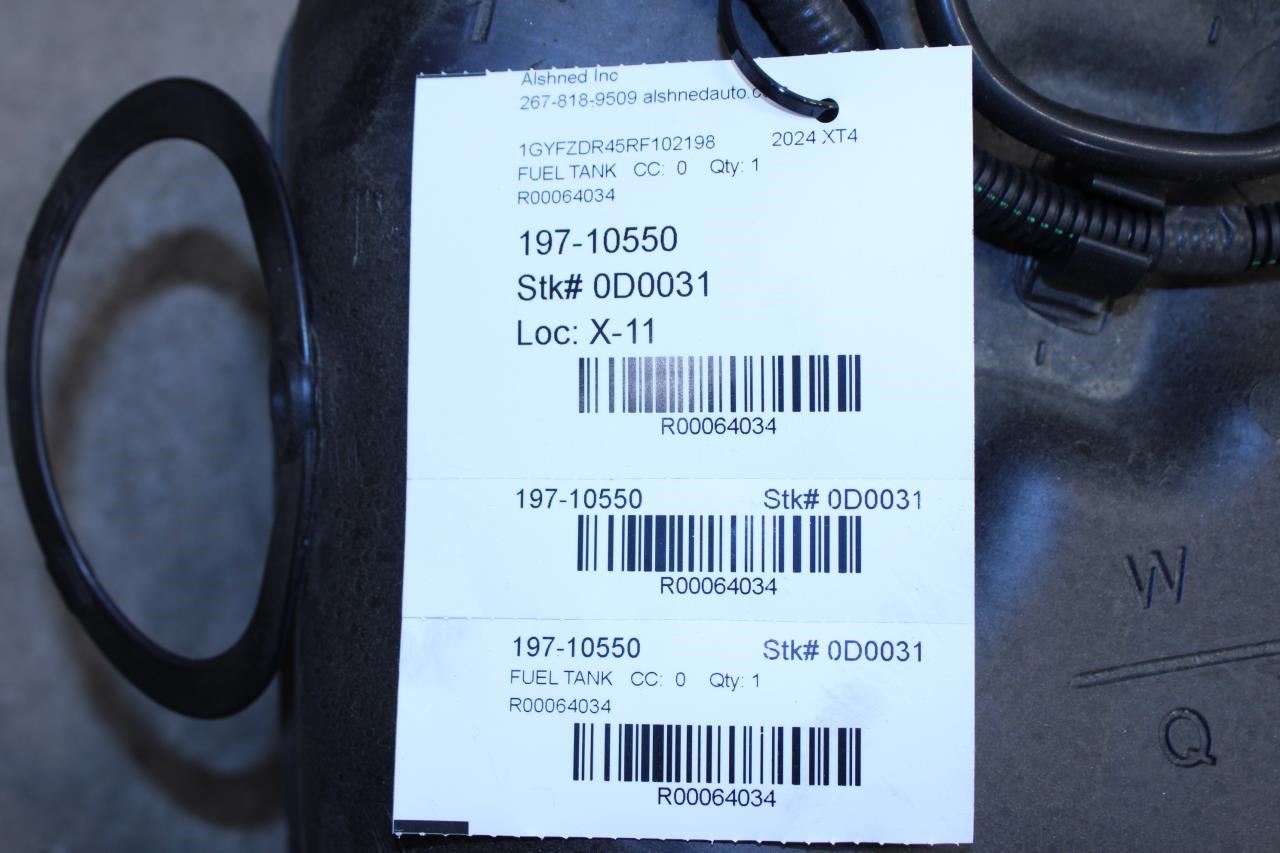 Alshned Inc
267-818-9509 alshnedauto.c
1GYFZDR45RF102198 2024 XT4
FUEL TANK CC: 0 Qty: 1
R00064034
197-10550
Stk# 0D0031
Loc: X-11
R00064034
197-10550 Stk# 0D0031
R00064034
197-10550 Stk# 0D0031
FUEL TANK CC: 0 Qty: 1
R00064034
R00064034
W
Q